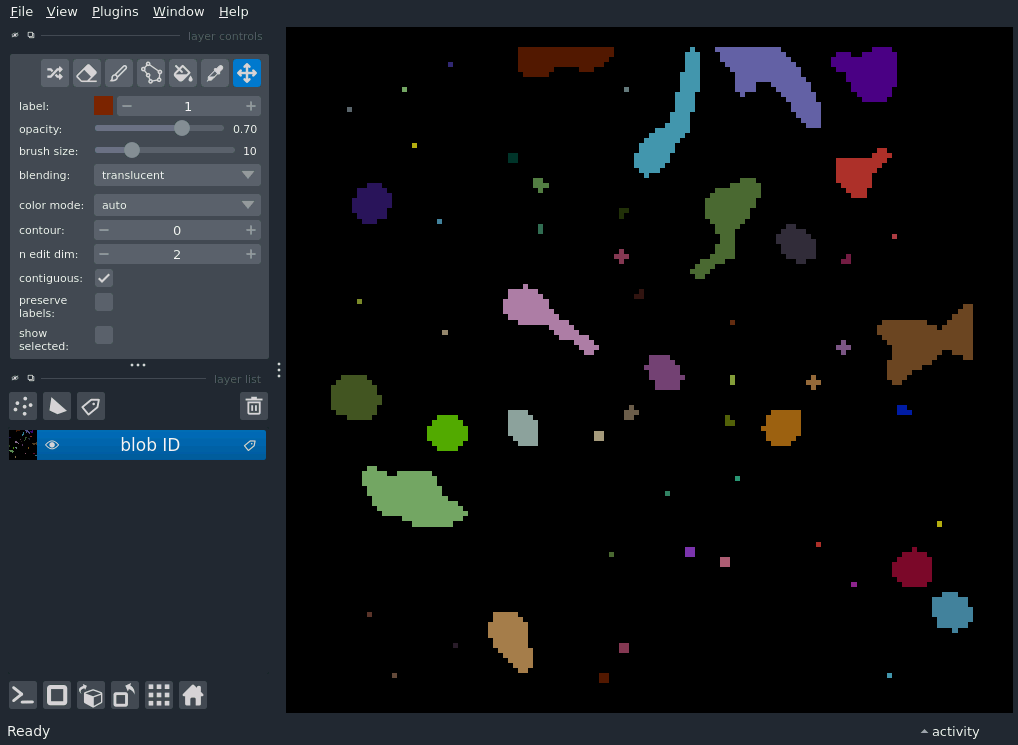 File View Plugins Window Help
layer controls
label: 1
opacity: 0.70
brush size: 10
blending: translucent
color mode: auto
contour: 0
n edit dim: 2
contiguous:
preserve
labels:
show
selected:
layer list
blob ID
Ready
activity